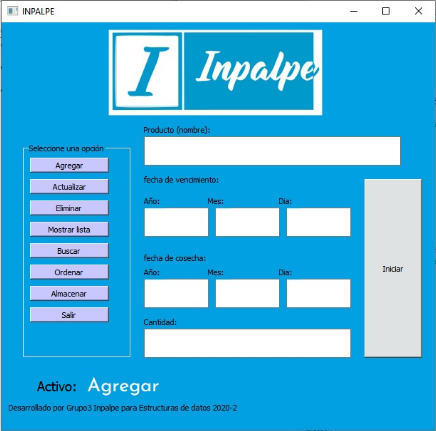 INPALPE
I Inpalpe
Producto (nombre):
Seleccione una opción
Agregar
Actualizar
Eliminar
Mostrar lista
Buscar
Ordenar
Almacenar
Salir
fecha de vencimiento:
Año: Mes: Dia:
fecha de cosecha:
Año: Mes: Dia:
Cantidad:
Iniciar
Activo: Agregar
Desarrollado por Grupo3 Inpalpe para Estructuras de datos 2020-2